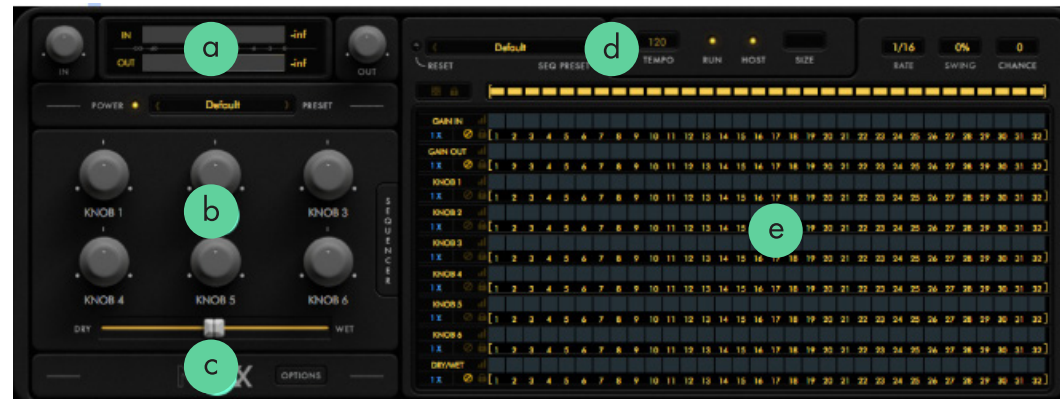 IN -inf
a
OUT -inf
IN OUT
POWER ( Default ) PRESET
KNOB 1 KNOB 3
b
KNOB 4 KNOB 5 KNOB 6
SEQUENCER
DRY WET
c
X OPTIONS
( Default
RESET SEQ PRESET
d
120
TEMPO RUN HOST SIZE
1/16 0% 0
RATE SWING CHANCE
GAIN IN
1X [1 2 3 4 5 6 7 8 9 10 11 12 13 14 15 16 17 18 19 20 21 22 23 24 25 26 27 28 29 30 31 32]
GAIN OUT
1X [1 2 3 4 5 6 7 8 9 10 11 12 13 14 15 16 17 18 19 20 21 22 23 24 25 26 27 28 29 30 31 32]
KNOB 1
1X [1 2 3 4 5 6 7 8 9 10 11 12 13 14 15 16 17 18 19 20 21 22 23 24 25 26 27 28 29 30 31 32]
KNOB 2
1X [1 2 3 4 5 6 7 8 9 10 11 12 13 14 15 19 20 21 22 23 24 25 26 27 28 29 30 31 32]
e
KNOB 3
1X [1 2 3 4 5 6 7 8 9 10 11 12 13 14 15 16 17 18 19 20 21 22 23 24 25 26 27 28 29 30 31 32]
KNOB 4
1X [1 2 3 4 5 6 7 8 9 10 11 12 13 14 15 16 17 18 19 20 21 22 23 24 25 26 27 28 29 30 31 32]
KNOB 5
1X [1 2 3 4 5 6 7 8 9 10 11 12 13 14 15 16 17 18 19 20 21 22 23 24 25 26 27 28 29 30 31 32]
KNOB 6
1X [1 2 3 4 5 6 7 8 9 10 11 12 13 14 15 16 17 18 19 20 21 22 23 24 25 26 27 28 29 30 31 32]
DRY/WET
1X [1 2 3 4 5 6 7 8 9 10 11 12 13 14 15 16 17 18 19 20 21 22 23 24 25 26 27 28 29 30 31 32]